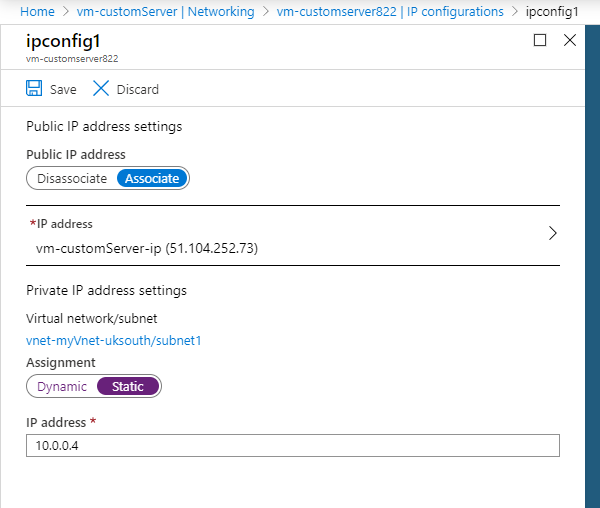 Home > vm-customServer | Networking > vm-customserver822 | IP configurations > ipconfig1
ipconfig1
vm-customserver822
Save Discard
Public IP address settings
Public IP address
Disassociate Associate
*IP address
vm-customServer-ip (51.104.252.73)
Private IP address settings
Virtual network/subnet
vnet-myVnet-uksouth/subnet1
Assignment
Dynamic Static
IP address *
10.0.0.4